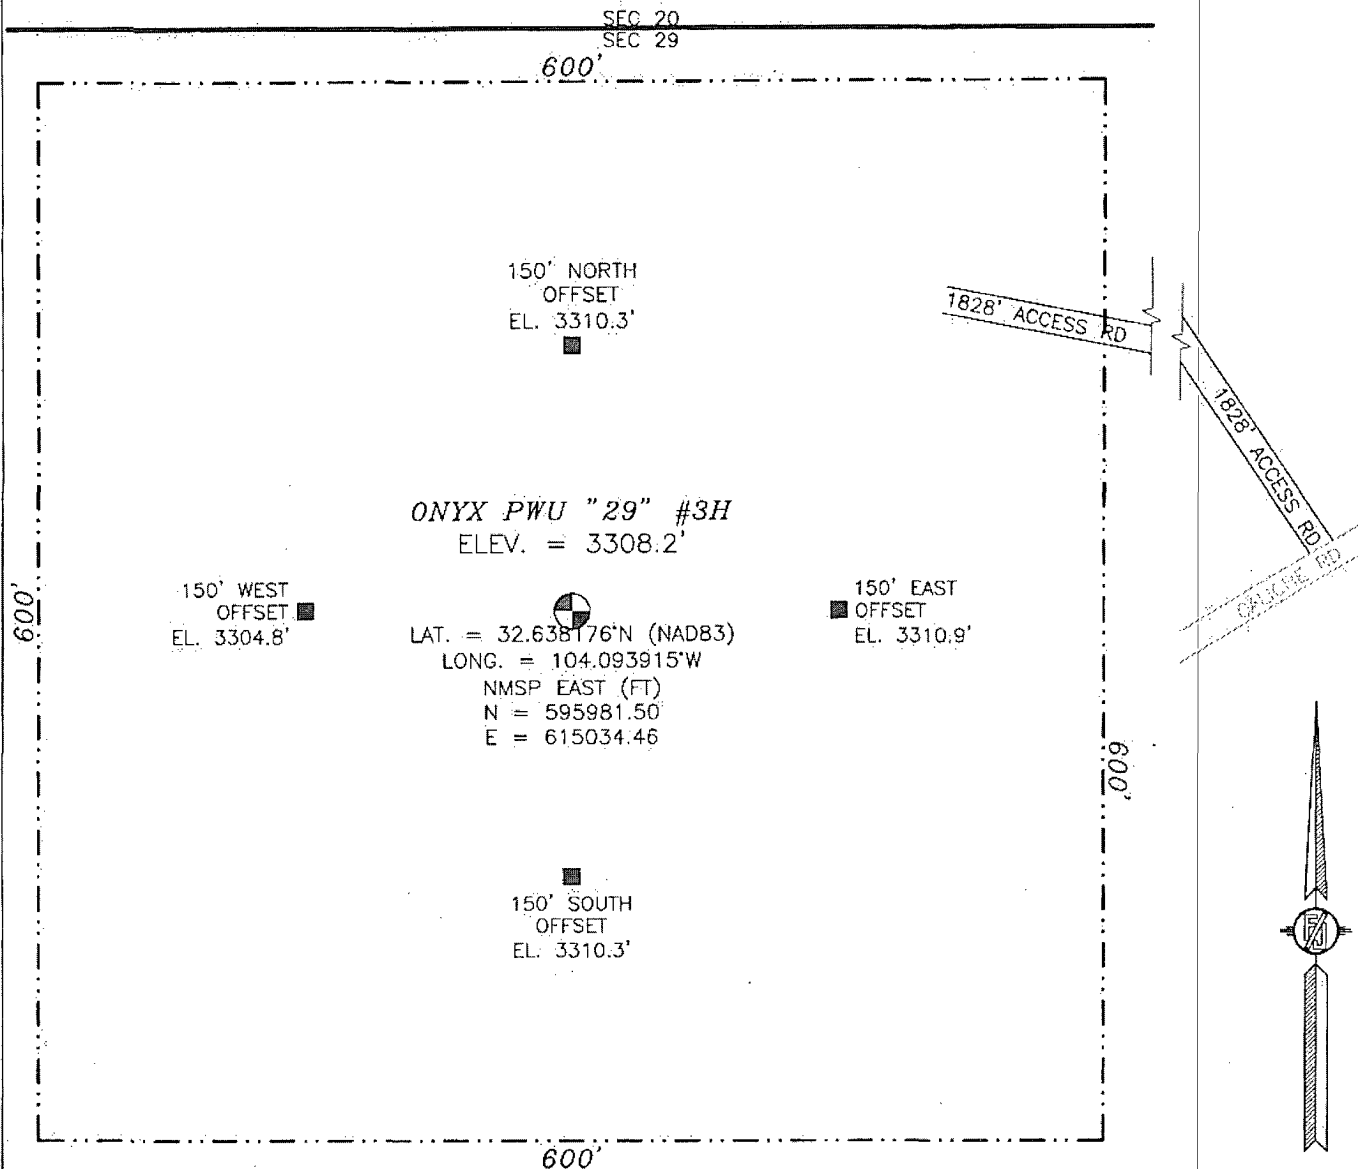 SEC 20
SEC 29
600'
150' NORTH
OFFSET
EL. 3310.3'
1828' ACCESS RD
1828' ACCESS RD
CALICHE RD
ONYX PWU "29" #3H
ELEV. = 3308.2'
600'
150' WEST
OFFSET
EL. 3304.8'
150' EAST
OFFSET
EL. 3310.9'
LAT. = 32.638176°N (NAD83)
LONG. = 104.093915°W
NMSP EAST (FT)
N = 595981.50
E = 615034.46
600'
150' SOUTH
OFFSET
EL. 3310.3'
600'